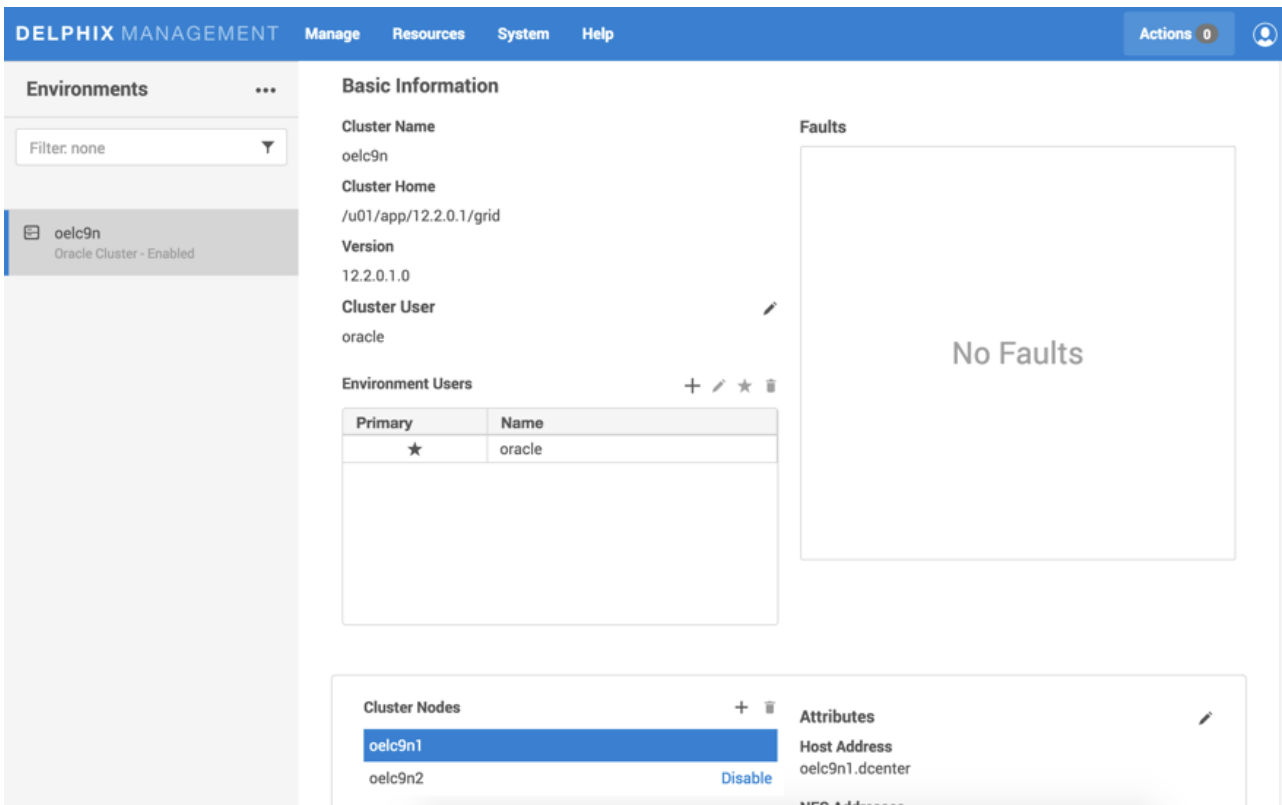 DELPHIX MANAGEMENT
Manage
Resources
System
Help
Actions 0
Environments
Filter: none
oelc9n
Oracle Cluster - Enabled
Basic Information
Cluster Name
oelc9n
Cluster Home
/u01/app/12.2.0.1/grid
Version
12.2.0.1.0
Cluster User
oracle
Environment Users
Primary Name
oracle
Faults
No Faults
Cluster Nodes
oelc9n1
oelc9n2 Disable
Attributes
Host Address
oelc9n1.dcenter
NFS Addresses